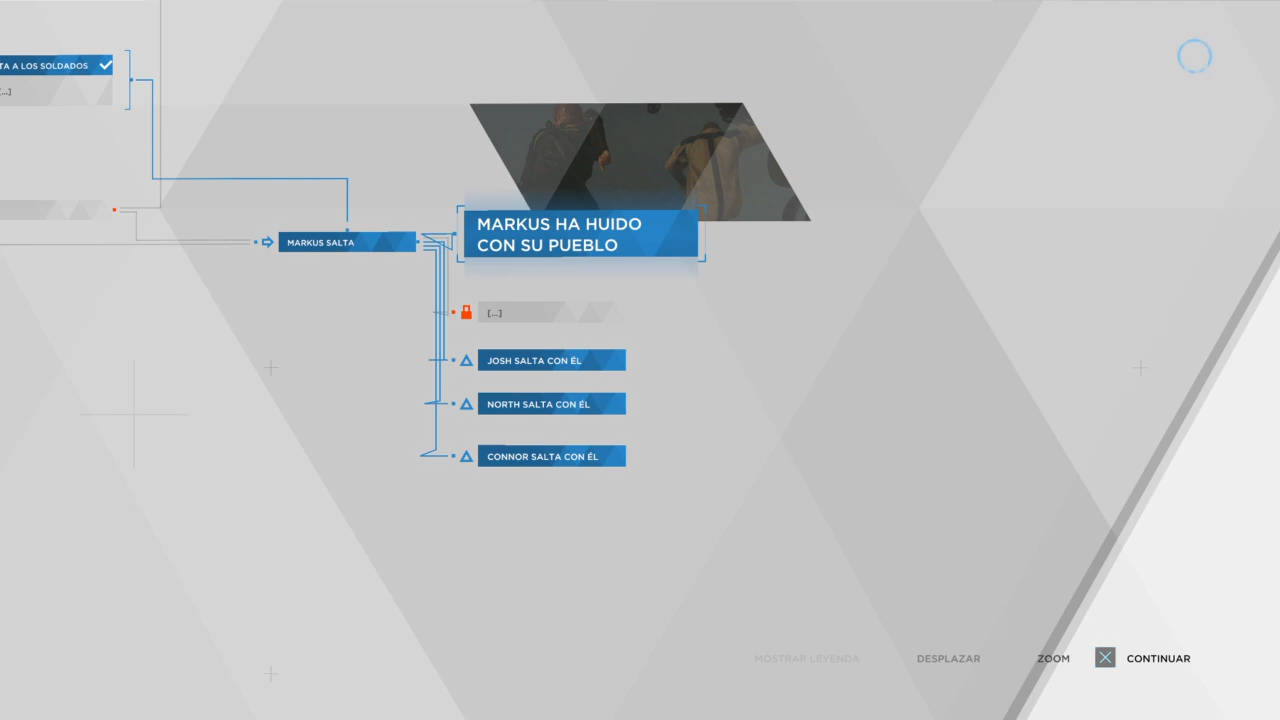 TA A LOS SOLDADOS
[...]
MARKUS SALTA
MARKUS HA HUIDO
CON SU PUEBLO
[...]
JOSH SALTA CON ÉL
NORTH SALTA CON ÉL
CONNOR SALTA CON ÉL
MOSTRAR LEYENDA
DESPLAZAR
ZOOM
CONTINUAR